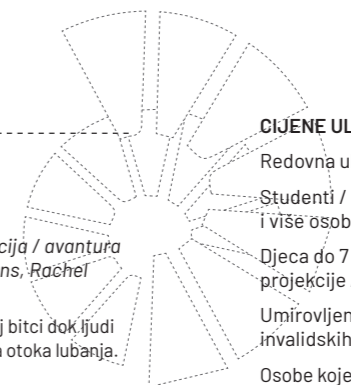 cija / avantura
ns, Rachel
j bitci dok ljudi
a otoka lubanja.
CIJENE UL
Redovna u
Studenti /
i više osob
Djeca do 7
projekcije
Umirovljen
invalidskih
Osobe koje